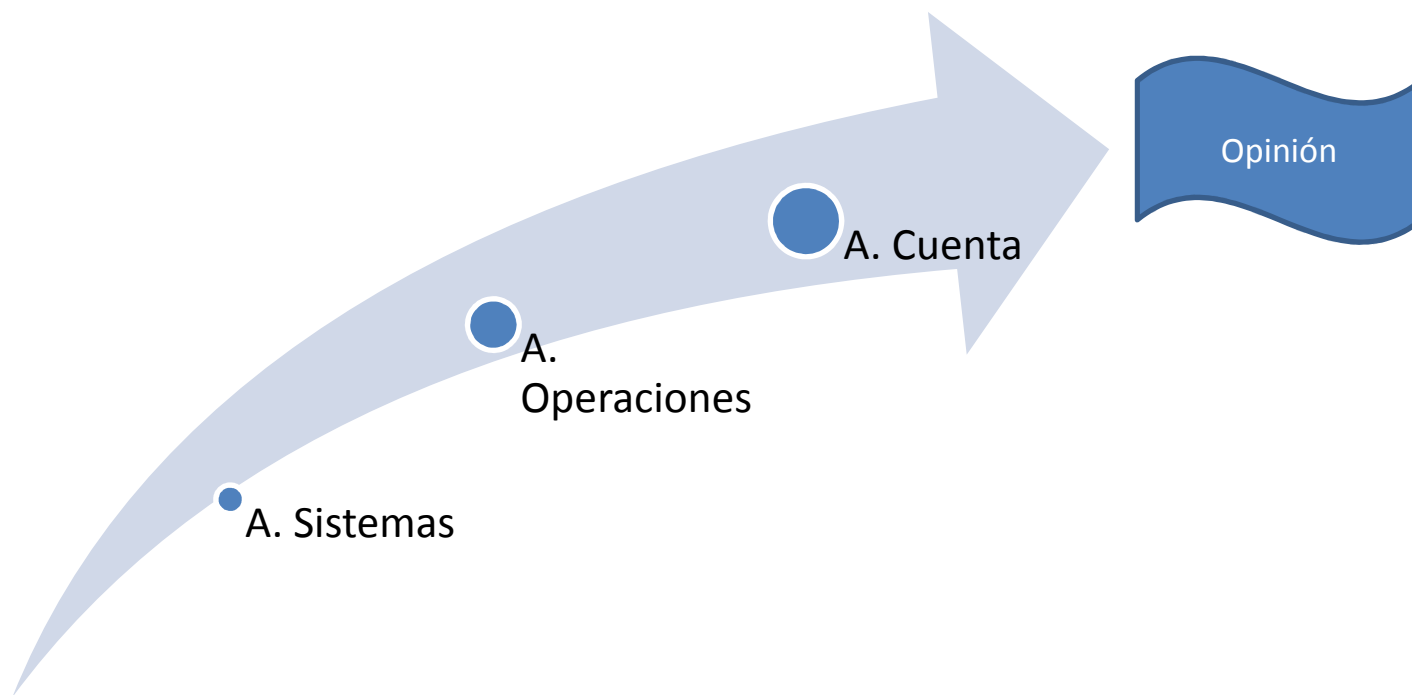 Opinión
A. Cuenta
A.
Operaciones
A. Sistemas